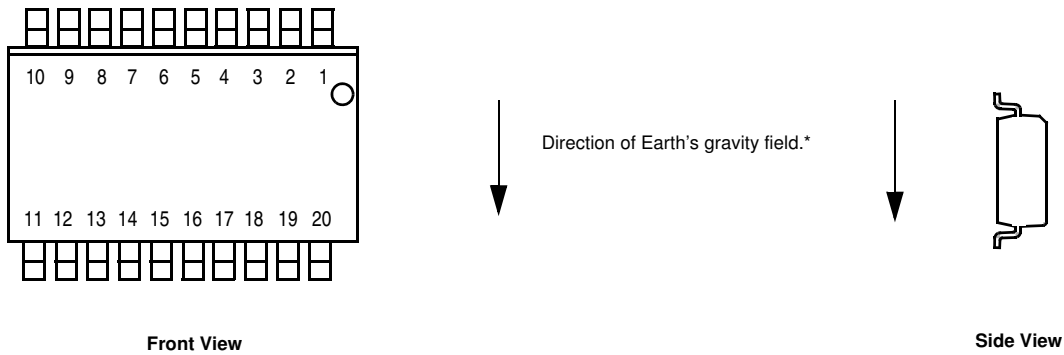 10 9 8 7 6 5 4 3 2 1
Direction of Earth's gravity field.*
11 12 13 14 15 16 17 18 19 20
Front View
Side View